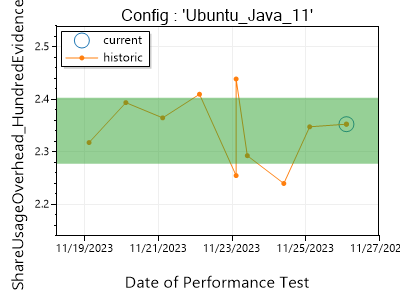 Config : 'Ubuntu_Java_11'
ShareUsageOverhead_HundredEvidence
current
historic
2.5
2.4
2.3
2.2
11/19/2023 11/21/2023 11/23/2023 11/25/2023 11/27/202
Date of Performance Test